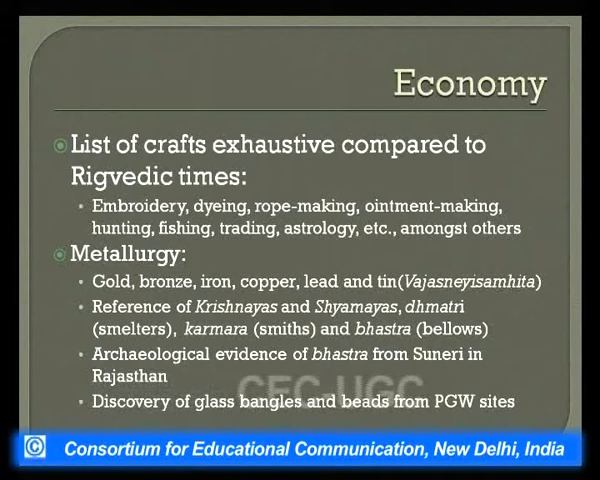 Economy
List of crafts exhaustive compared to
Rigvedic times:
Embroidery, dyeing, rope-making, ointment-making,
hunting, fishing, trading, astrology, etc., amongst others
Metallurgy:
Gold, bronze, iron, copper, lead and tin(Vajasneyisamhita)
Reference of Krishnayas and Shyamayas, dhmatri
(smelters), karmara (smiths) and bhastra (bellows)
Archaeological evidence of bhastra from Suneri in
Rajasthan
CEC-UGC
Discovery of glass bangles and beads from PGW sites
© Consortium for Educational Communication, New Delhi, India